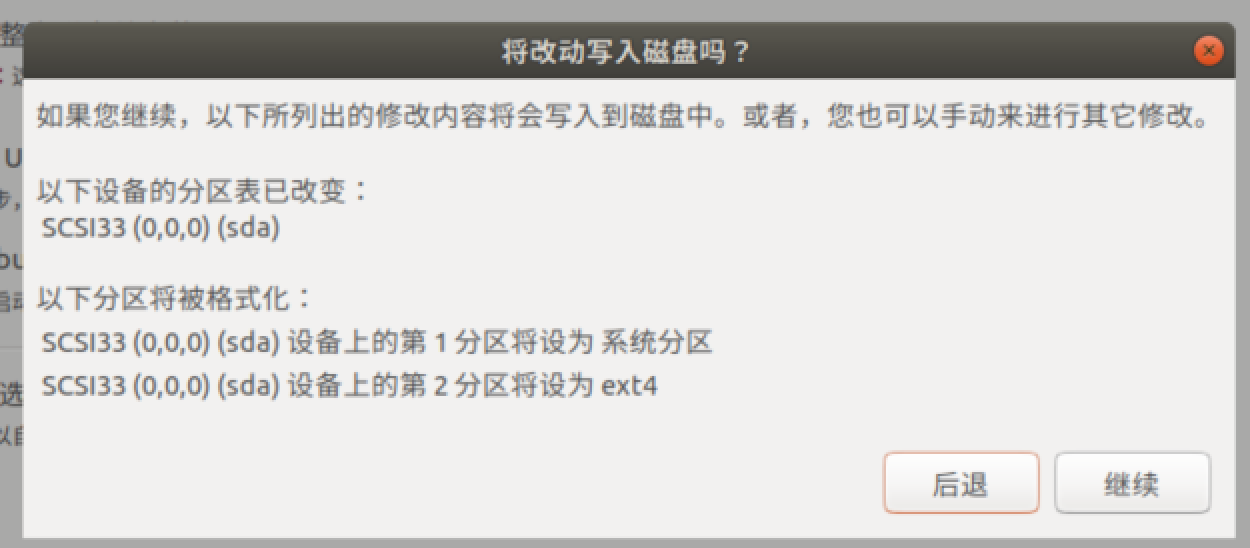 将改动写入磁盘吗？
如果您继续，以下所列出的修改内容将会写入到磁盘中。或者，您也可以手动来进行其它修改。
以下设备的分区表已改变：
SCSI33 (0,0,0) (sda)
以下分区将被格式化：
SCSI33 (0,0,0) (sda) 设备上的第 1 分区将设为 系统分区
SCSI33 (0,0,0) (sda) 设备上的第 2 分区将设为 ext4
后退 继续